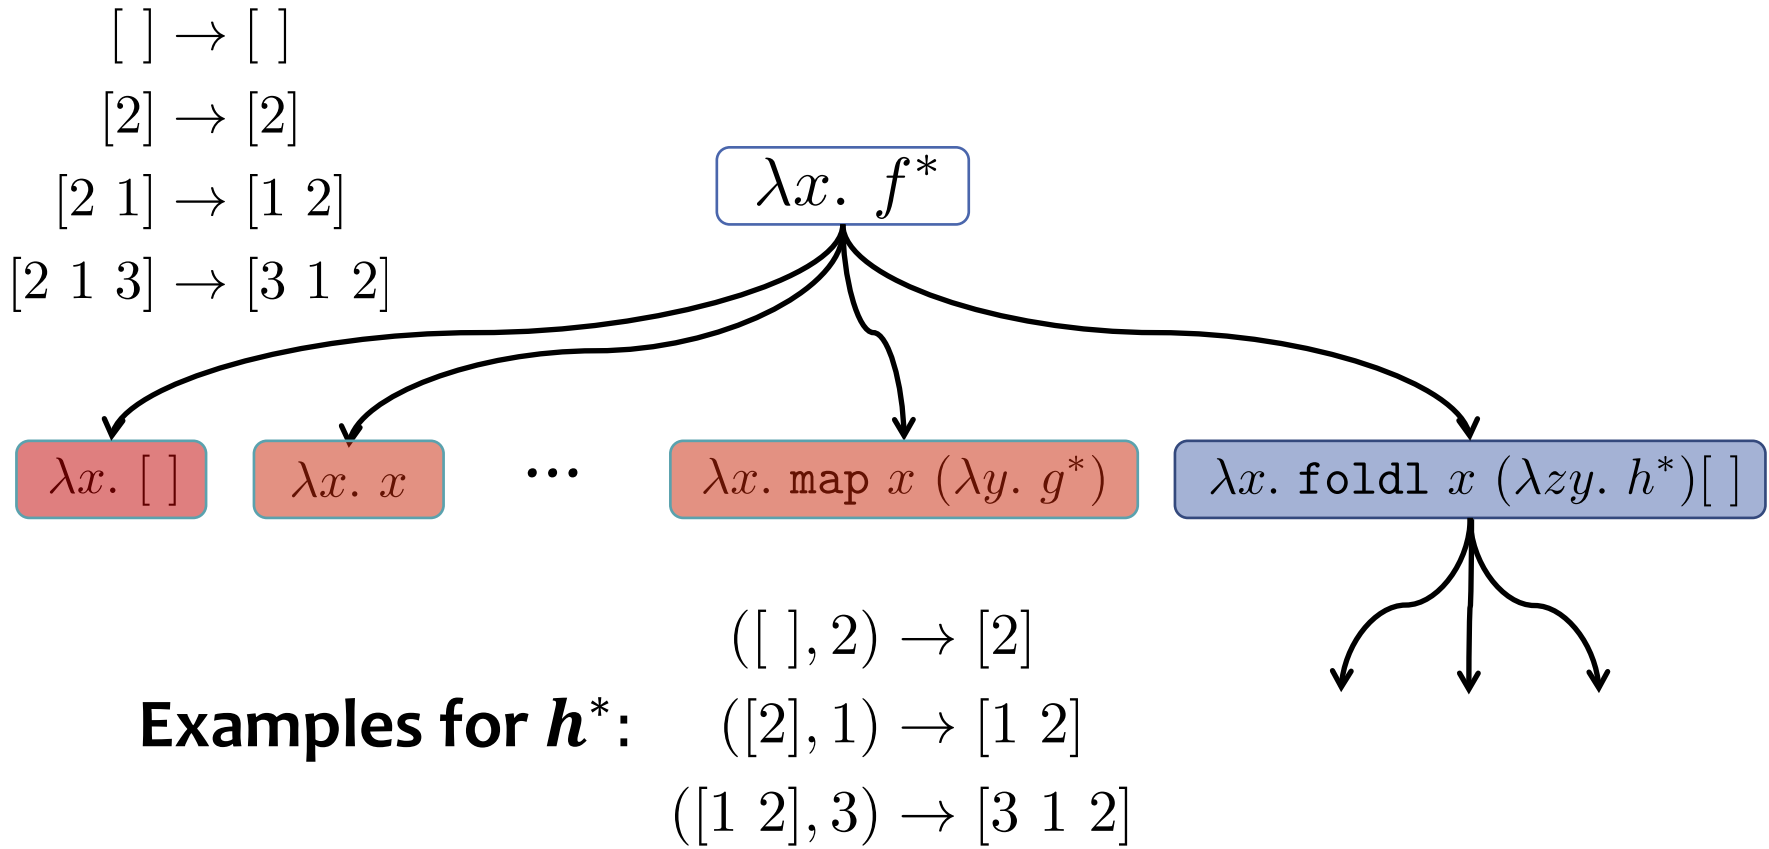 [ ] → [ ]
[2] → [2]
[2 1] → [1 2]
[2 1 3] → [3 1 2]
λx. f*
λx. [ ]
λx. x
...
λx. map x (λy. g*)
λx. foldl x (λzy. h*)[ ]
Examples for h*:
([ ], 2) → [2]
([2], 1) → [1 2]
([1 2], 3) → [3 1 2]